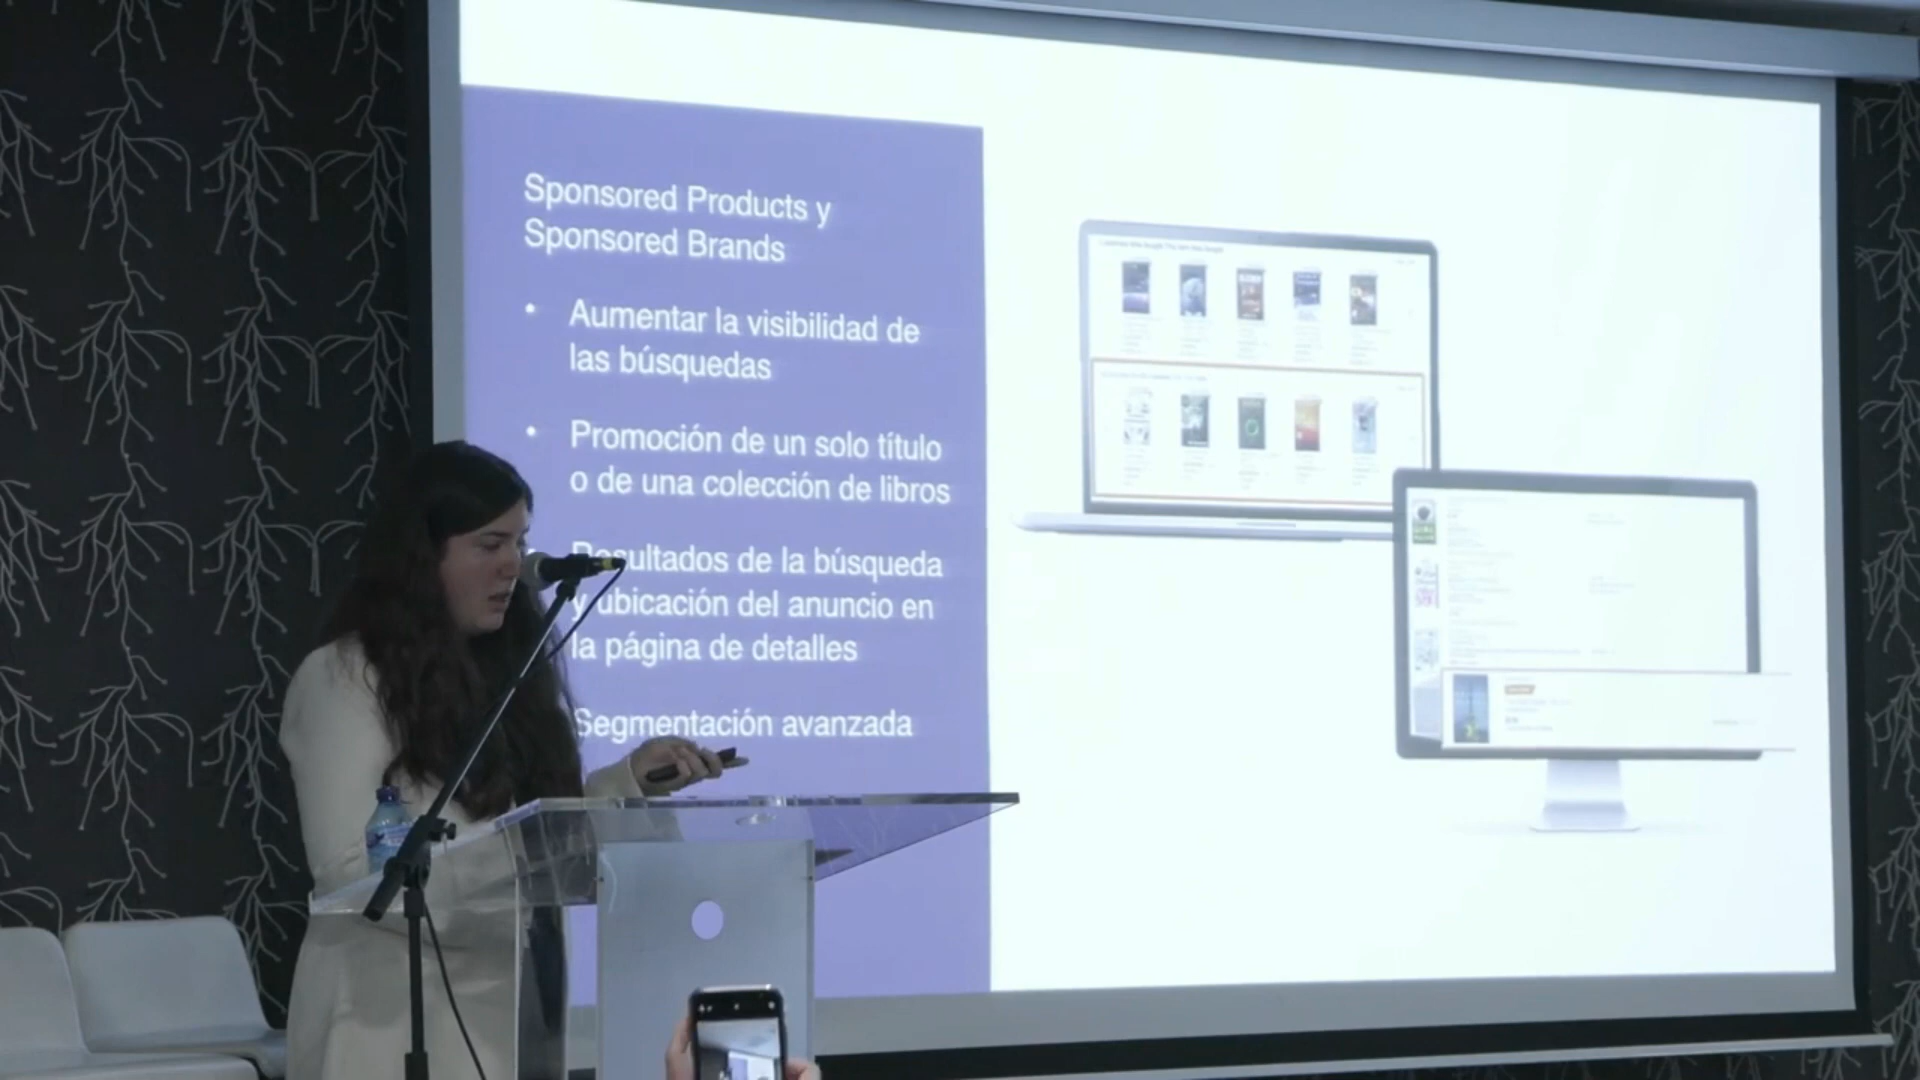 Sponsored Products y
Sponsored Brands
• Aumentar la visibilidad de
las búsquedas
• Promoción de un solo título
o de una colección de libros
Resultados de la búsqueda
y ubicación del anuncio en
la página de detalles
Segmentación avanzada